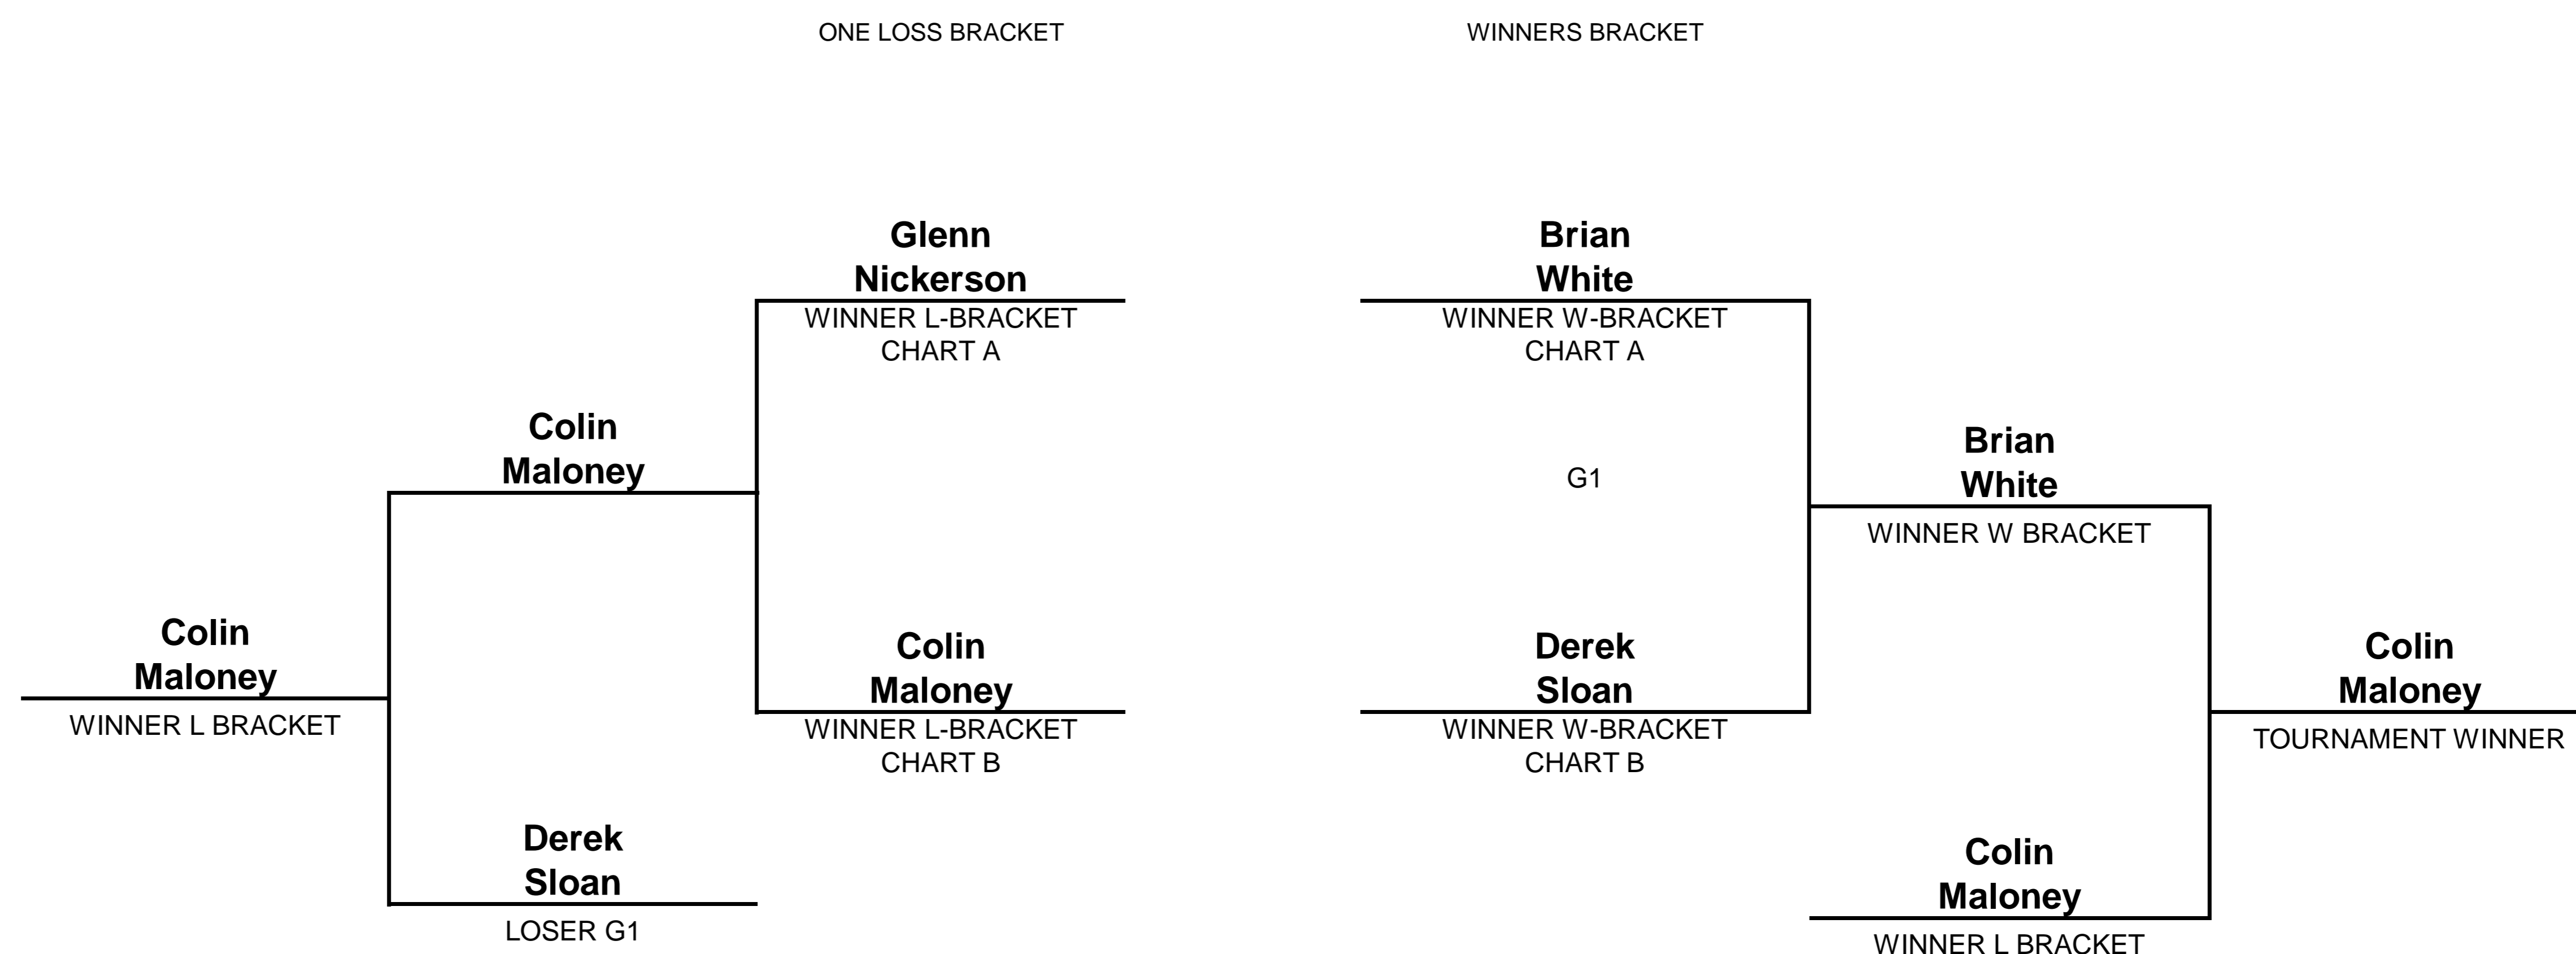 ONE LOSS BRACKET
WINNERS BRACKET
Glenn
Nickerson
WINNER L-BRACKET
CHART A
Brian
White
WINNER W-BRACKET
CHART A
Colin
Maloney
G1
Brian
White
WINNER W BRACKET
Colin
Maloney
WINNER L BRACKET
Colin
Maloney
WINNER L-BRACKET
CHART B
Derek
Sloan
WINNER W-BRACKET
CHART B
Colin
Maloney
TOURNAMENT WINNER
Derek
Sloan
LOSER G1
Colin
Maloney
WINNER L BRACKET